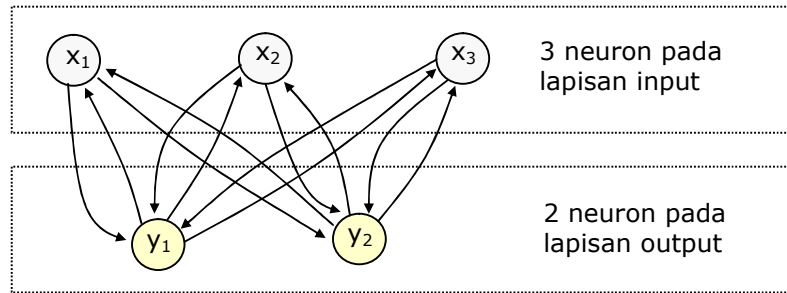 x₁ x₂ x₃
3 neuron pada
lapisan input
y₁ y₂
2 neuron pada
lapisan output